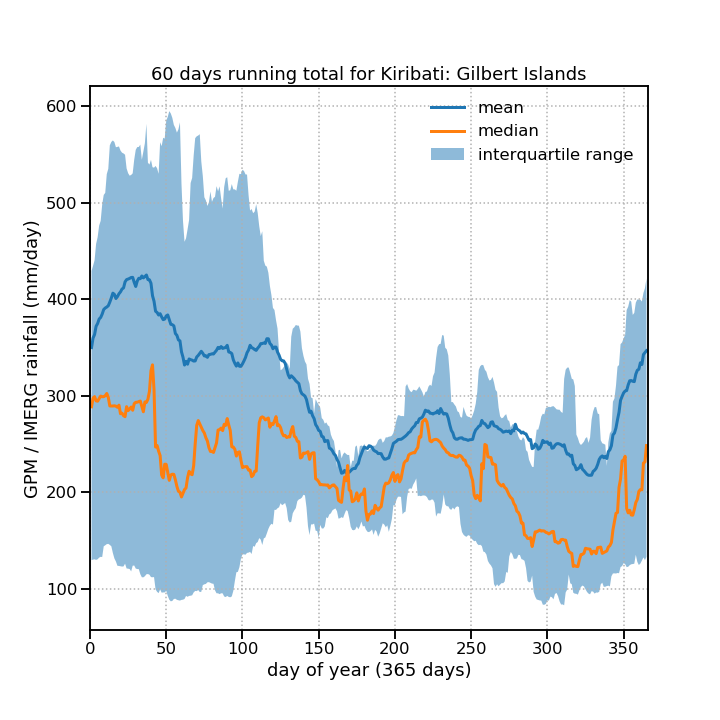 60 days running total for Kiribati: Gilbert Islands
mean
median
interquartile range
GPM / IMERG rainfall (mm/day)
600
500
400
300
200
100
0 50 100 150 200 250 300 350
day of year (365 days)